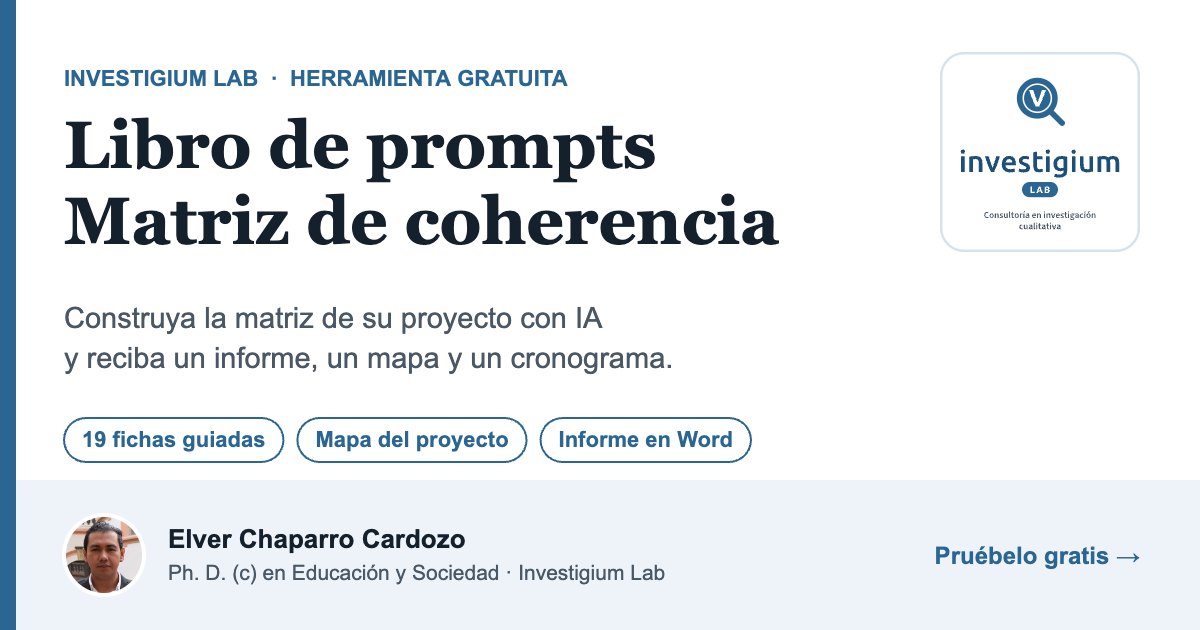 INVESTIGIUM LAB · HERRAMIENTA GRATUITA
Libro de prompts
Matriz de coherencia
V
investigium
LAB
Consultoría en investigación
cualitativa
Construya la matriz de su proyecto con IA
y reciba un informe, un mapa y un cronograma.
19 fichas guiadas
Mapa del proyecto
Informe en Word
Elver Chaparro Cardozo
Ph. D. (c) en Educación y Sociedad · Investigium Lab
Pruébelo gratis →